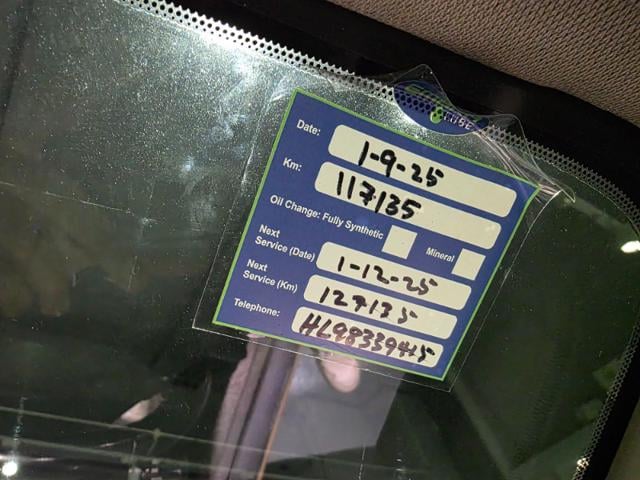 Date: 1-9-25
Km: 117135
Oil Change: Fully Synthetic Mineral
Next Service (Date) 1-12-25
Next Service (Km) 127135
Telephone: HL98339415